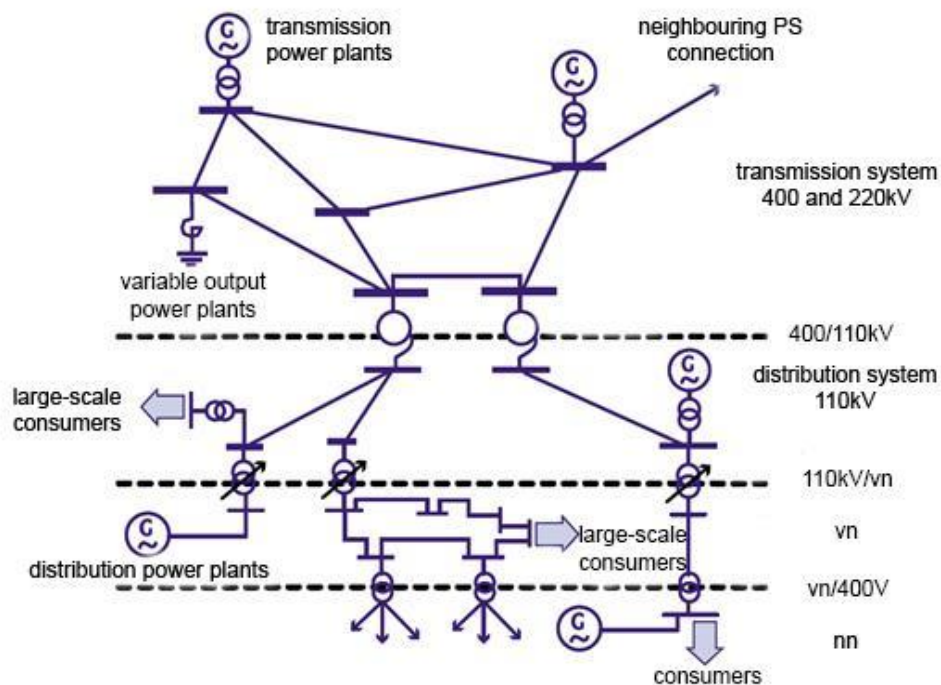 G
transmission
power plants
neighbouring PS
connection
G
transmission system
400 and 220kV
variable output
power plants
400/110kV
large-scale
consumers
G
distribution system
110kV
110kV/vn
G
large-scale
consumers
vn
distribution power plants
vn/400V
G
nn
consumers